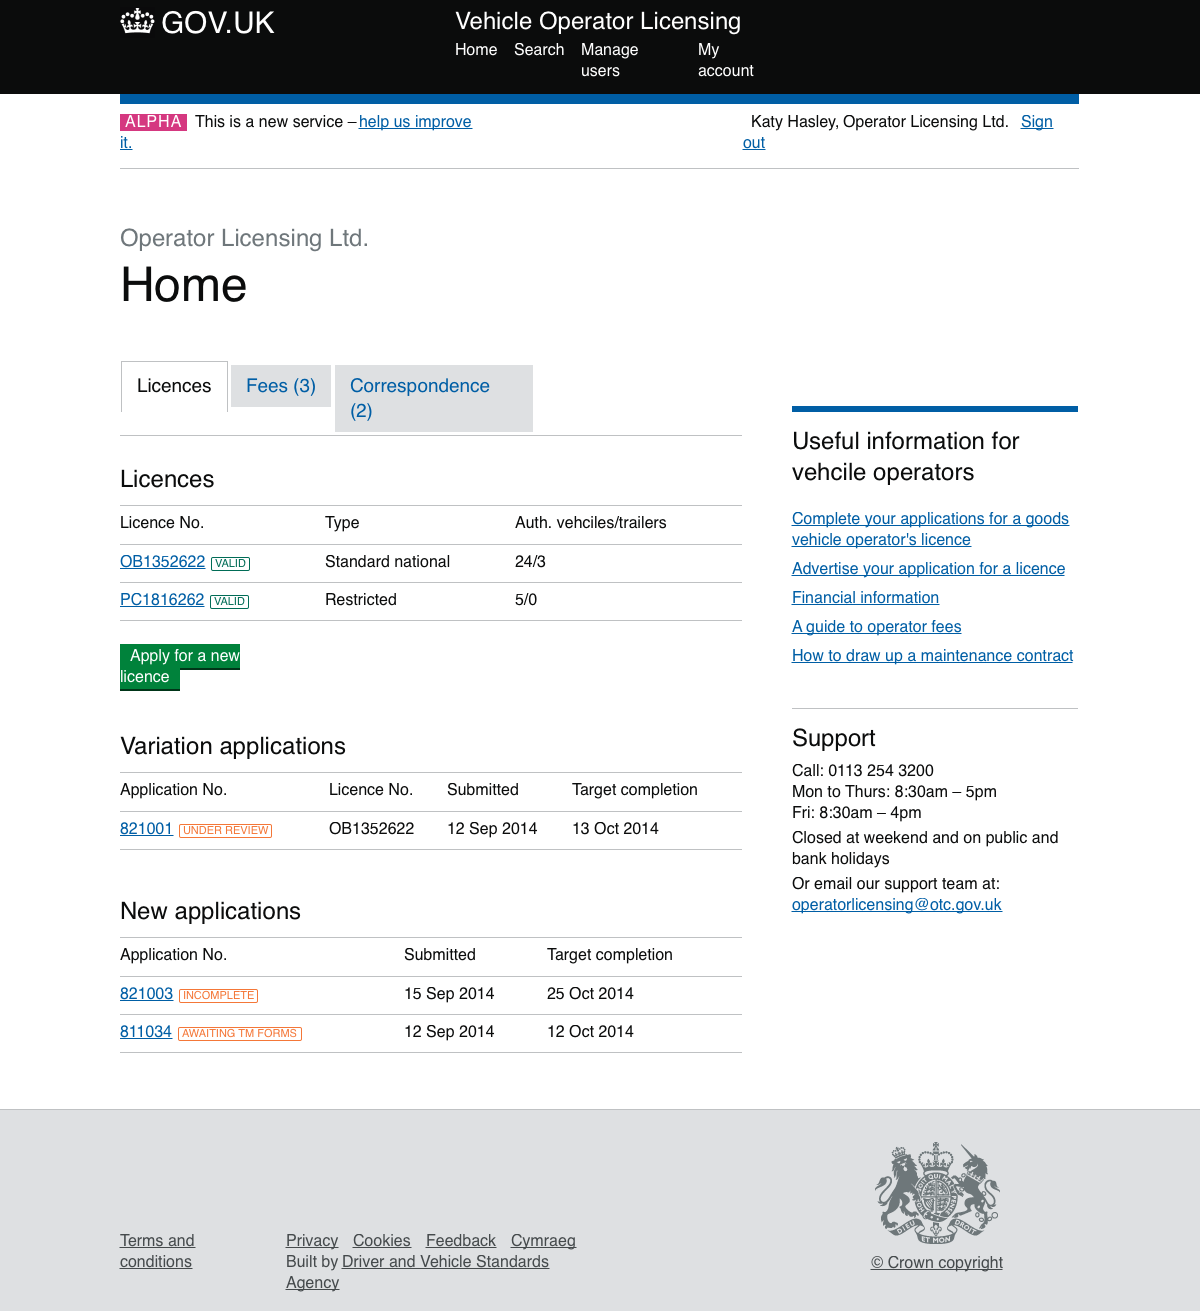 GOV.UK
Vehicle Operator Licensing
Home Search Manage users My account
ALPHA This is a new service – help us improve it.
Katy Hasley, Operator Licensing Ltd. Sign out
Operator Licensing Ltd.
Home
Licences Fees (3) Correspondence (2)
Licences
Licence No. Type Auth. vehciles/trailers
OB1352622 VALID Standard national 24/3
PC1816262 VALID Restricted 5/0
Apply for a new
licence
Variation applications
Application No. Licence No. Submitted Target completion
821001 UNDER REVIEW OB1352622 12 Sep 2014 13 Oct 2014
New applications
Application No. Submitted Target completion
821003 INCOMPLETE 15 Sep 2014 25 Oct 2014
811034 AWAITING TM FORMS 12 Sep 2014 12 Oct 2014
Useful information for
vehcile operators
Complete your applications for a goods
vehicle operator's licence
Advertise your application for a licence
Financial information
A guide to operator fees
How to draw up a maintenance contract
Support
Call: 0113 254 3200
Mon to Thurs: 8:30am – 5pm
Fri: 8:30am – 4pm
Closed at weekend and on public and
bank holidays
Or email our support team at:
operatorlicensing@otc.gov.uk
Terms and
conditions
Privacy Cookies Feedback Cymraeg
Built by Driver and Vehicle Standards
Agency
DIEU ET MON DROIT
© Crown copyright